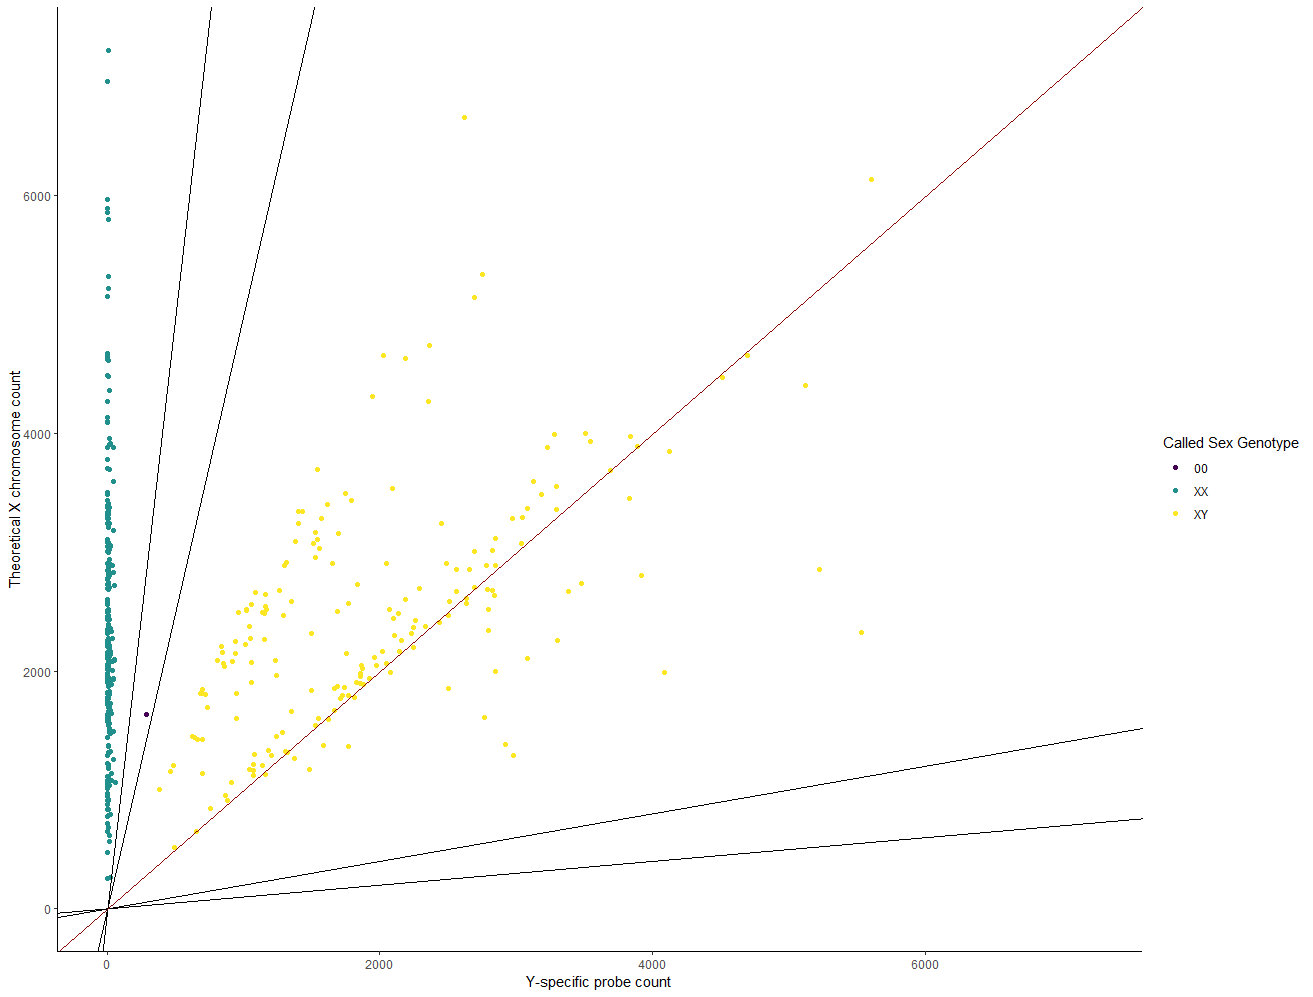 Theoretical X chromosome count
6000
4000
2000
0
0
2000
4000
6000
Y-specific probe count
Called Sex Genotype
00
XX
XY